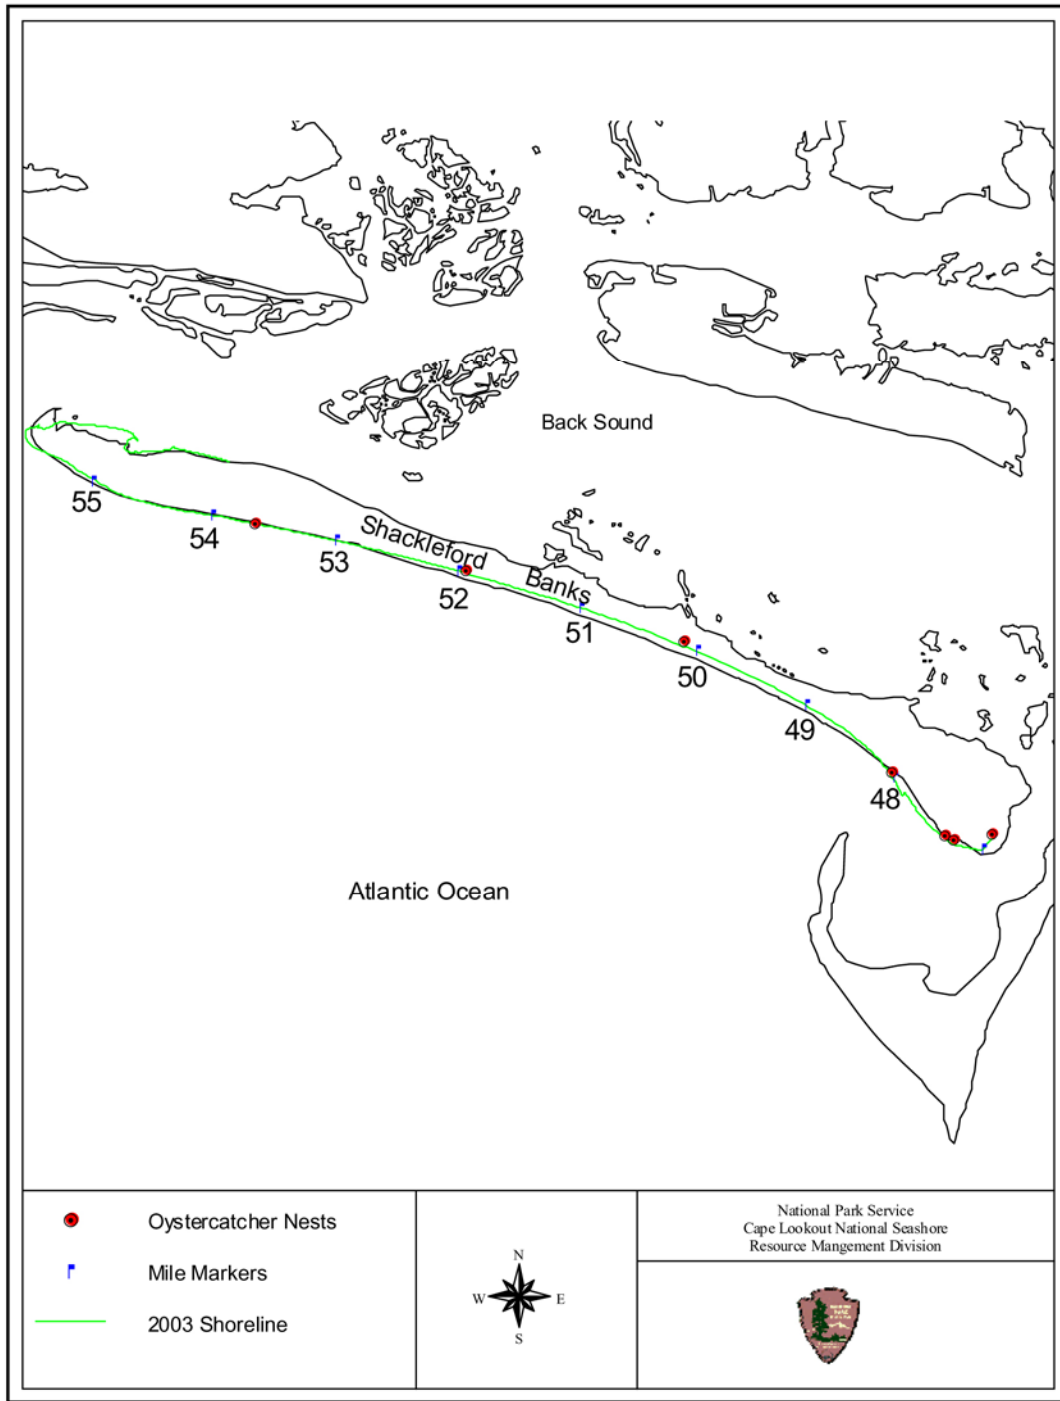 Back Sound
Shackleford
Banks
55
54
53
52
51
50
49
48
Atlantic Ocean
Oystercatcher Nests
Mile Markers
2003 Shoreline
N
W
E
S
National Park Service
Cape Lookout National Seashore
Resource Mangement Division